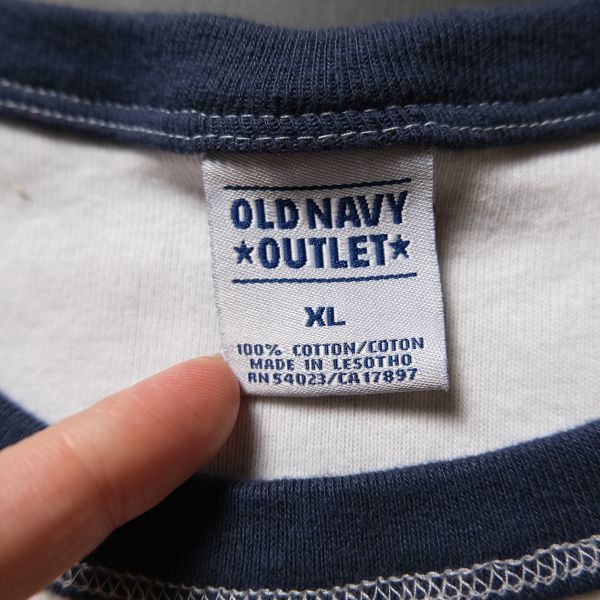 OLD NAVY
★OUTLET★
XL
100% COTTON/COTON
MADE IN LESOTHO
RN54023/CA17897